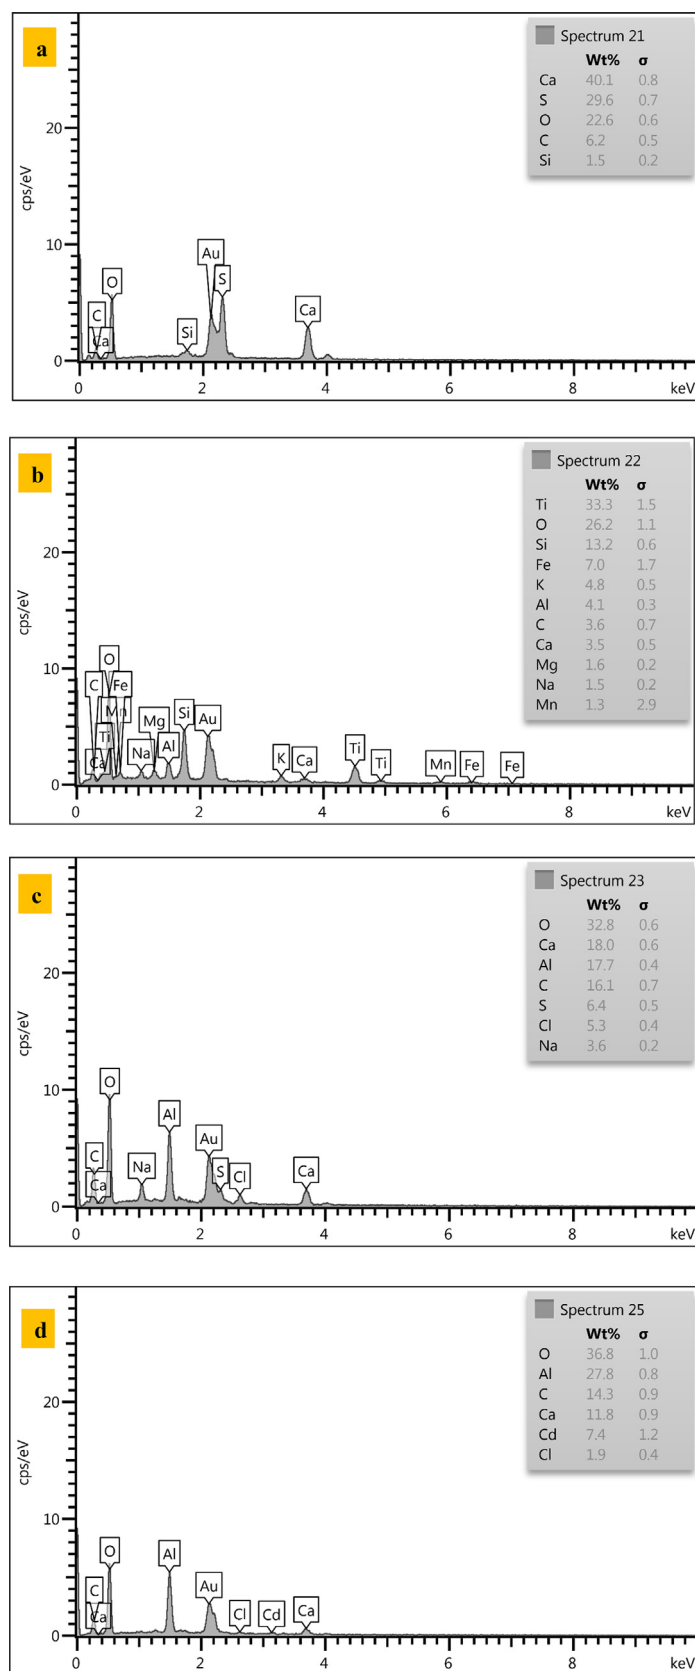 a
Spectrum 21
Wt% σ
Ca 40.1 0.8
S 29.6 0.7
O 22.6 0.6
C 6.2 0.5
Si 1.5 0.2
cps/eV
20
10
0
Au
S
O
Ca
C
Si
Ca
0 2 4 6 8 keV
b
Spectrum 22
Wt% σ
Ti 33.3 1.5
O 26.2 1.1
Si 13.2 0.6
Fe 7.0 1.7
K 4.8 0.5
Al 4.1 0.3
C 3.6 0.7
Ca 3.5 0.5
Mg 1.6 0.2
Na 1.5 0.2
Mn 1.3 2.9
cps/eV
20
10
0
O
C Fe
Mn
Mg Si Au
Ti
Ca Na Al K Ca Ti Ti Mn Fe Fe
0 2 4 6 8 keV
c
Spectrum 23
Wt% σ
O 32.8 0.6
Ca 18.0 0.6
Al 17.7 0.4
C 16.1 0.7
S 6.4 0.5
Cl 5.3 0.4
Na 3.6 0.2
cps/eV
20
10
0
O
Al
Au
C
Na S Cl Ca
Ca
0 2 4 6 8 keV
d
Spectrum 25
Wt% σ
O 36.8 1.0
Al 27.8 0.8
C 14.3 0.9
Ca 11.8 0.9
Cd 7.4 1.2
Cl 1.9 0.4
cps/eV
20
10
0
O Al
C Au
Ca Cl Cd Ca
0 2 4 6 8 keV